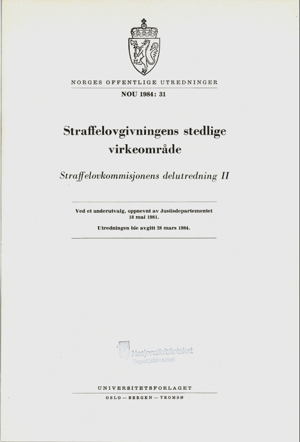 NORGES OFFENTLIGE UTREDNINGER
NOU 1984: 31
Straffelovgivningens stedlige
virkeområde
Straffelovkommisjonens delutredning II
Ved et underutvalg, oppnevnt av Justisdepartementet
18 mai 1981.
Utredningen ble avgitt 28 mars 1984.
UNIVERSITETSFORLAGET
OSLO — BERGEN — TROMSØ